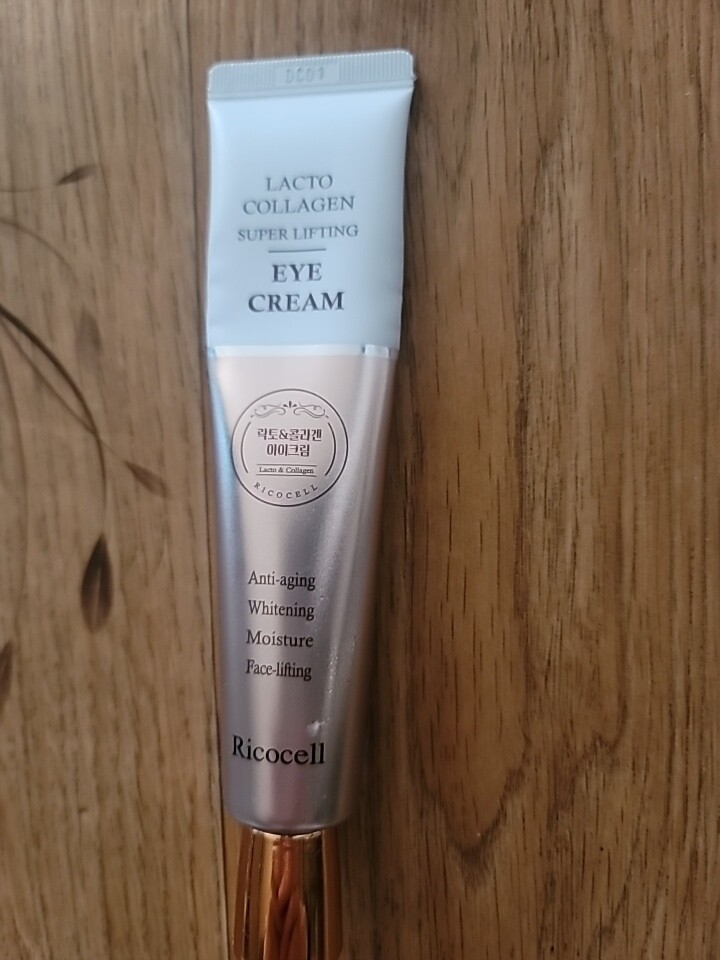 LACTO
COLLAGEN
SUPER LIFTING
EYE
CREAM
락토&콜라겐
아이크림
Lacto & Collagen
RICOCELL
Anti-aging
Whitening
Moisture
Face-lifting
Ricocell